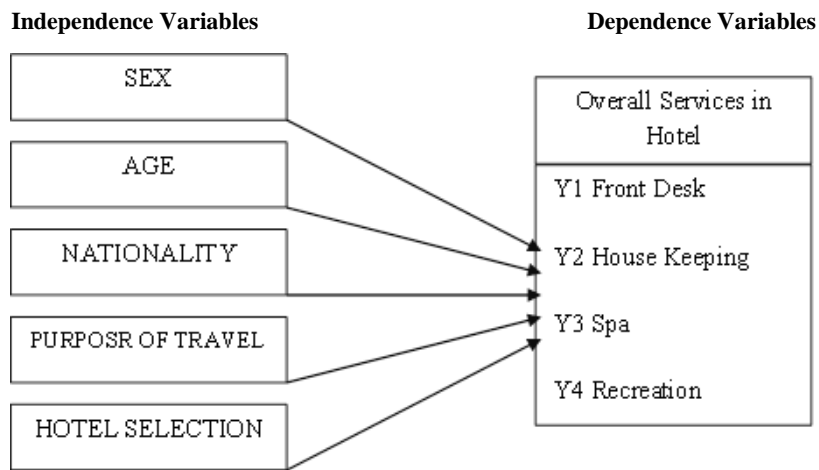 Independence Variables
Dependence Variables
SEX
AGE
NATIONALITY
PURPOSR OF TRAVEL
HOTEL SELECTION
Overall Services in
Hotel
Y1 Front Desk
Y2 House Keeping
Y3 Spa
Y4 Recreation